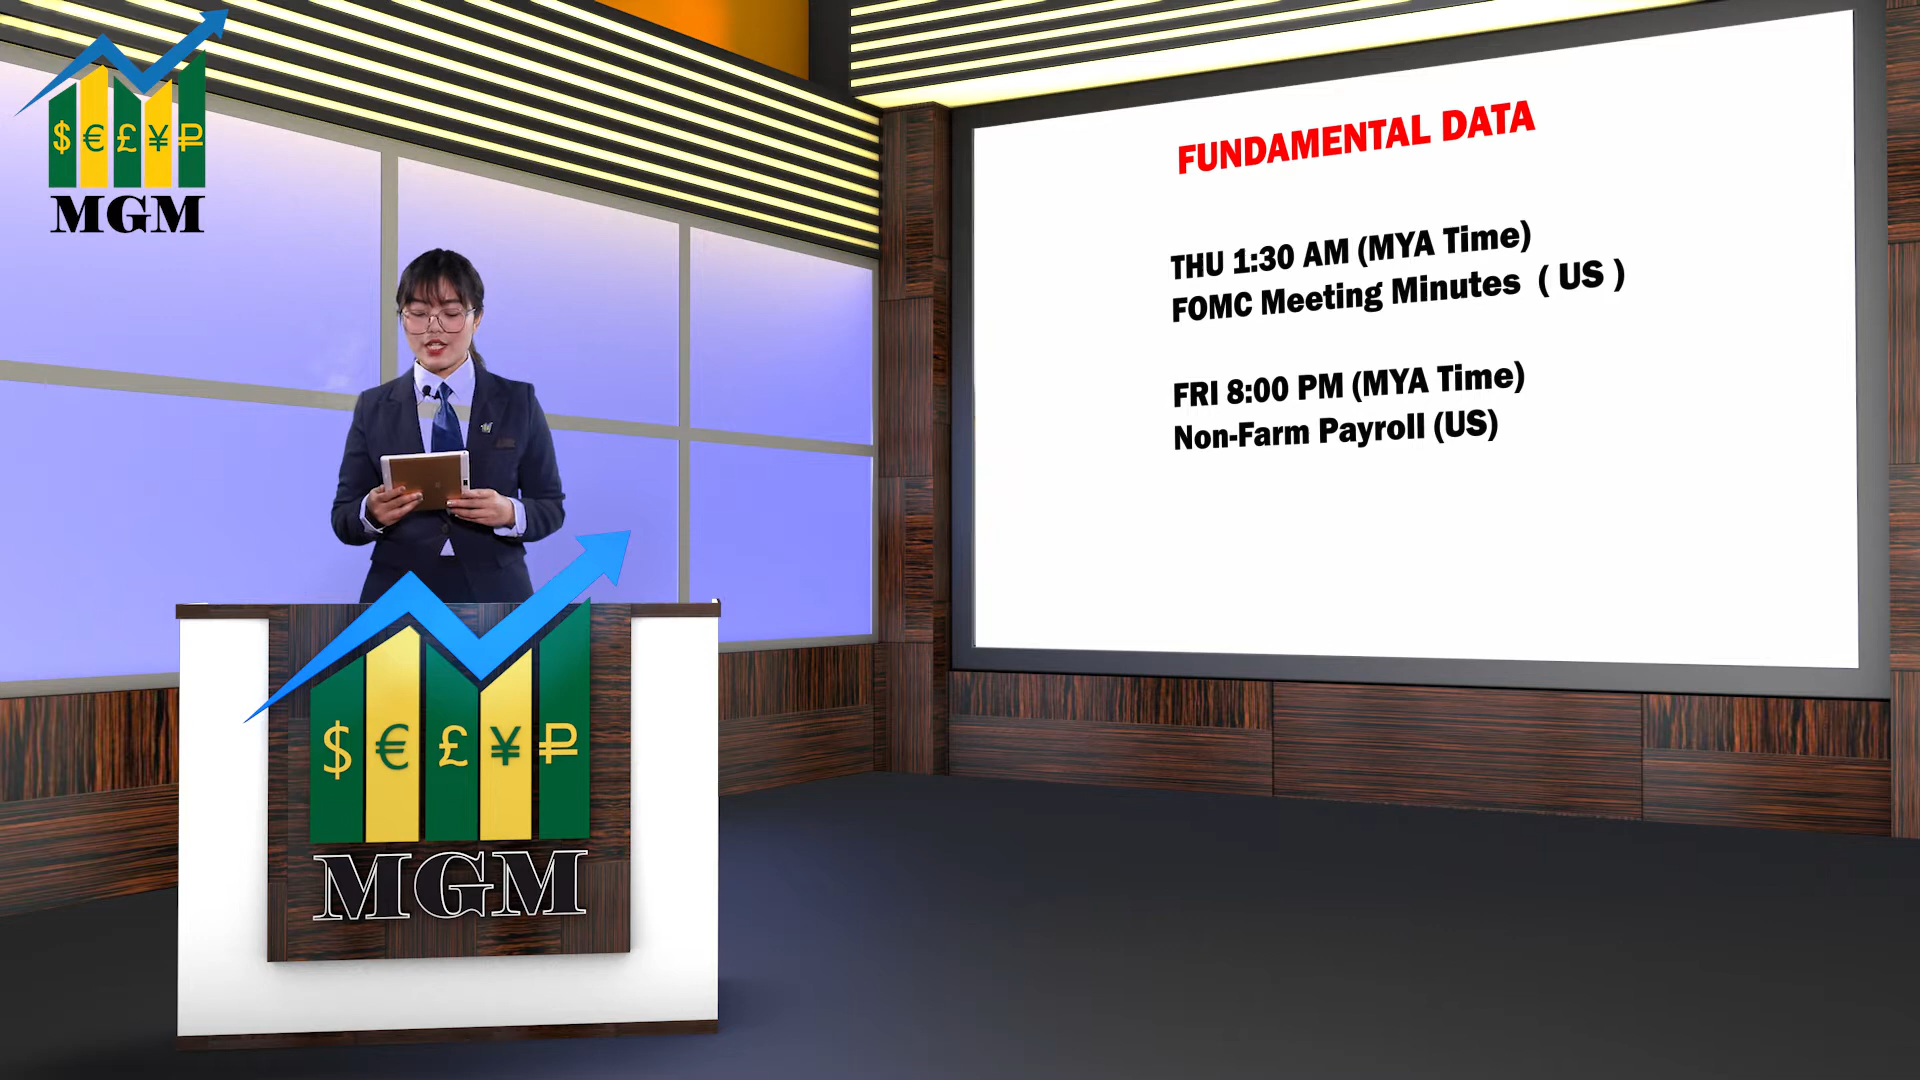 $ € £ ¥ ₽
MGM
FUNDAMENTAL DATA
THU 1:30 AM (MYA Time)
FOMC Meeting Minutes ( US )
FRI 8:00 PM (MYA Time)
Non-Farm Payroll (US)
$ € £ ¥ ₽
MGM